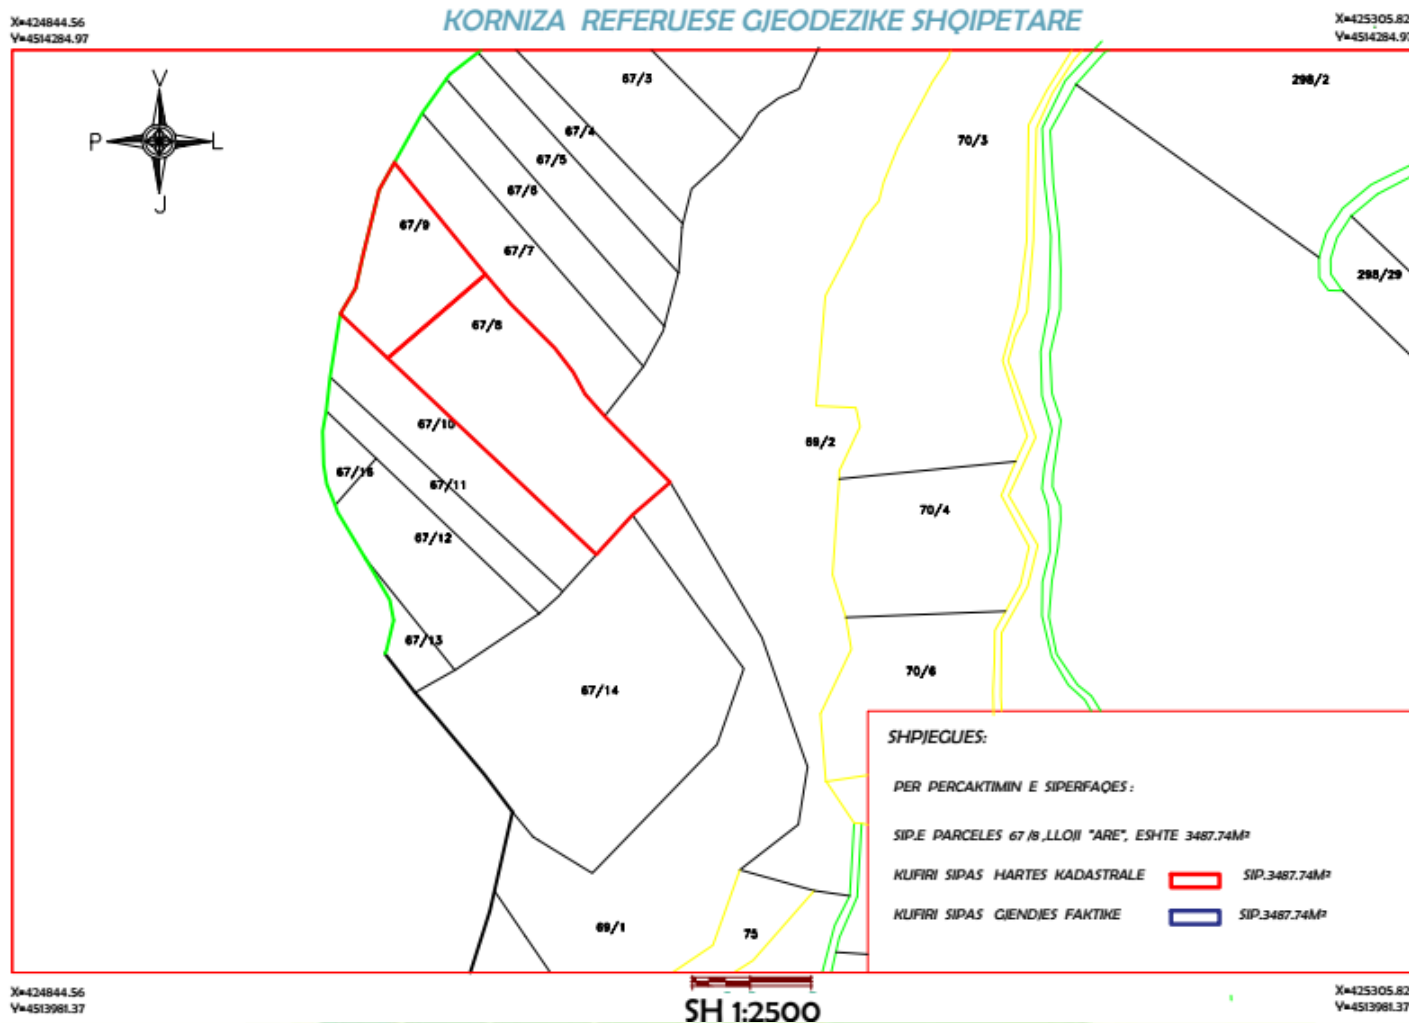 KORNIZA REFERUESE GJEODEZIKE SHQIPETARE
X=424844.56
Y=4514284.97
X=425305.82
Y=4514284.97
V
P
L
J
67/3
67/4
67/5
67/6
67/7
67/9
67/8
67/10
67/11
67/16
67/12
67/13
67/14
69/2
69/1
70/3
70/4
70/6
75
298/2
298/29
SHPJEGUES:
PER PERCAKTIMIN E SIPERFAQES :
SIP.E PARCELES 67 /8 ,LLOJI "ARE", ESHTE 3487.74M²
KUFIRI SIPAS HARTES KADASTRALE SIP.3487.74M²
KUFIRI SIPAS GJENDJES FAKTIKE SIP.3487.74M²
X=424844.56
Y=4513981.37
SH 1:2500
X=425305.82
Y=4513981.37